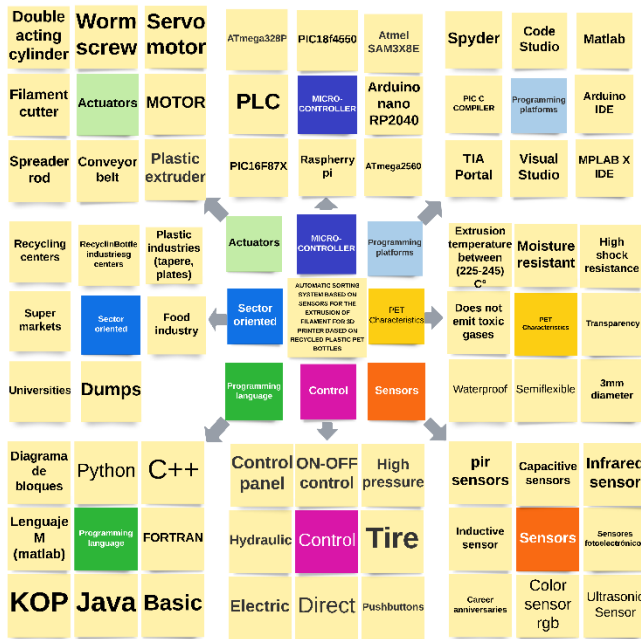 Double
acting
cylinder
Worm
screw
Servo
motor
Filament
cutter
Actuators
MOTOR
Spreader
rod
Conveyor
belt
Plastic
extruder
ATmega328P
PIC18f4550
Atmel
SAM3X8E
PLC
MICRO-
CONTROLLER
Arduino
nano
RP2040
PIC16F87X
Raspherry
pi
ATmega2560
Spyder
Code
Studio
Matlab
PIC C
COMPILER
Programming
platforms
Arduino
IDE
TIA
Portal
Visual
Studio
MPLAB X
IDE
Recycling
centers
RecyclinBottle
industriesg
centers
Plastic
industries
(tapere,
plates)
Super
markets
Sector
oriented
Food
industry
Universities
Dumps
Actuators
MICRO-
CONTROLLER
Programming
platforms
Sector
oriented
AUTOMATIC SORTING
SYSTEM BASED ON
SENSORS FOR THE
EXTRUSION OF
FILAMENT FOR 3D
PRINTER BASED ON
RECYCLED PLASTIC PET
BOTTLES
PET
Characteristics
Programming
language
Control
Sensors
Extrusion
temperature
between
(225-245)
C°
Moisture
resistant
High
shock
resistance
Does not
emit toxic
gases
PET
Characteristics
Transparency
Waterproof
Semiflexible
3mm
diameter
Diagrama
de
bloques
Python
C++
Lenguaje
M
(matlab)
Programming
language
FORTRAN
KOP
Java
Basic
Control
panel
ON-OFF
control
High
pressure
Hydraulic
Control
Tire
Electric
Direct
Pushbuttons
pir
sensors
Capacitive
sensors
Infrared
sensor
Inductive
sensor
Sensors
Sensores
fotoelectrónicos
Career
anniversaries
Color
sensor
rgb
Ultrasonic
Sensor